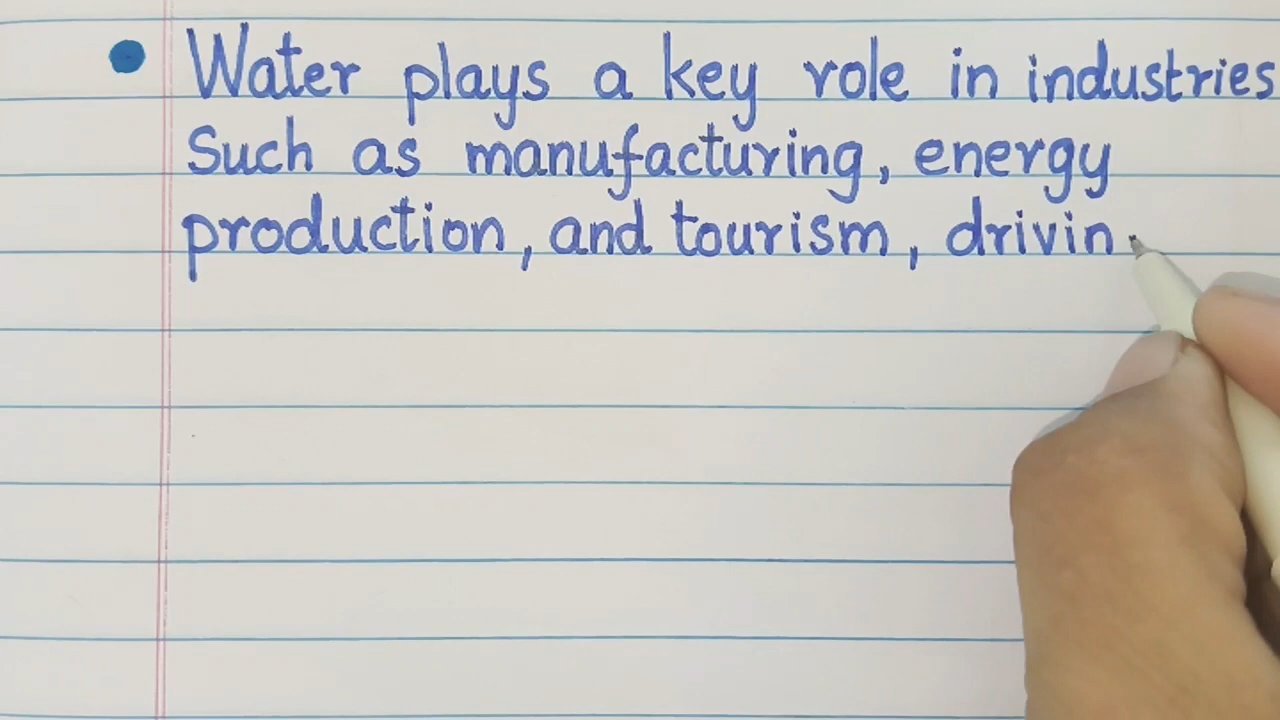 Water plays a key role in industries
Such as manufacturing, energy
production, and tourism, drivin